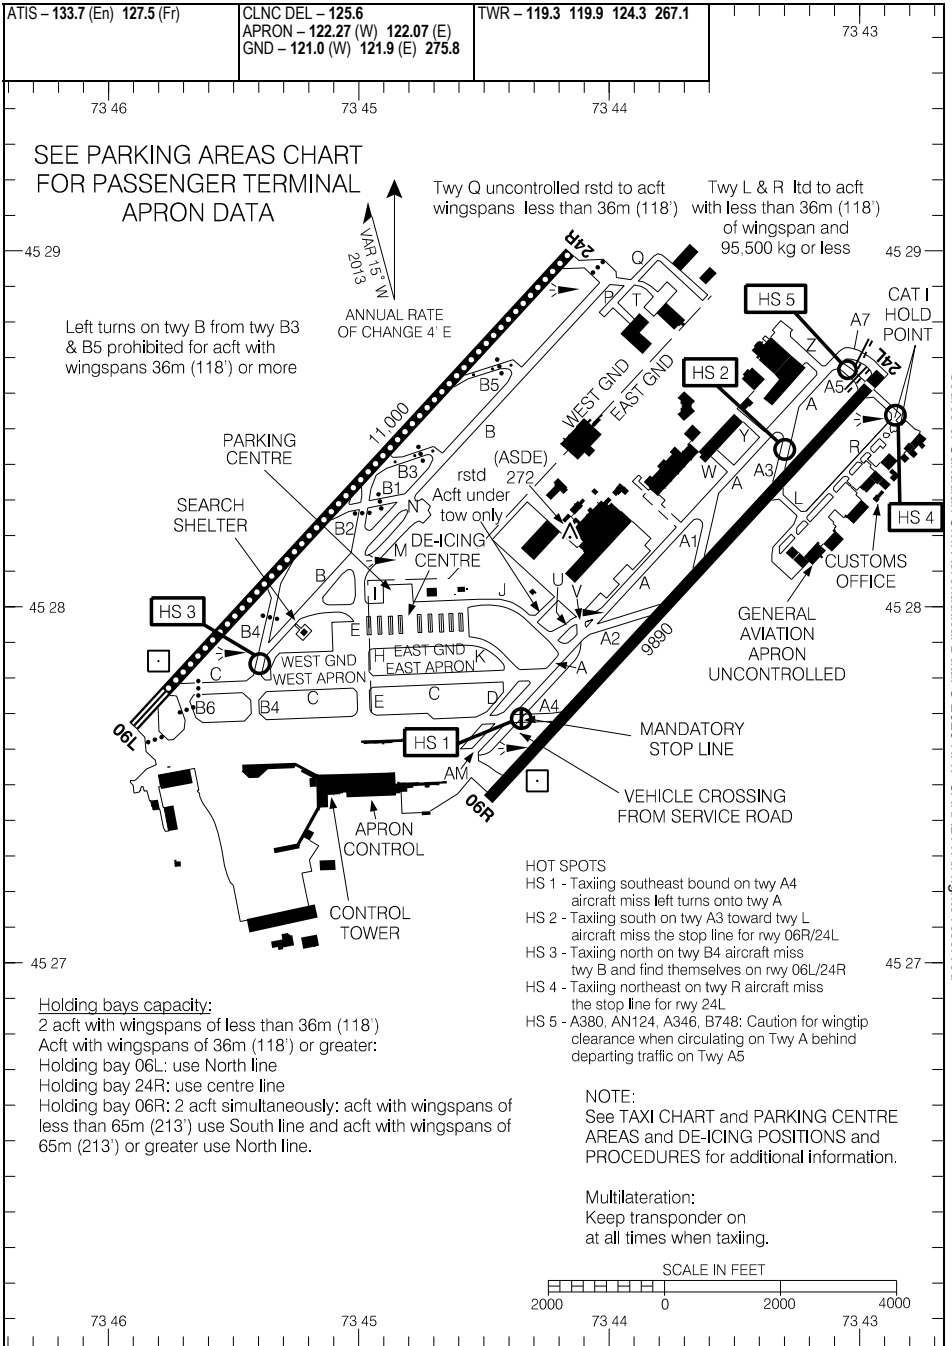 ATIS – 133.7 (En) 127.5 (Fr)
CLNC DEL – 125.6
APRON – 122.27 (W) 122.07 (E)
GND – 121.0 (W) 121.9 (E) 275.8
TWR – 119.3 119.9 124.3 267.1
73 43
73 46
73 45
73 44
SEE PARKING AREAS CHART
FOR PASSENGER TERMINAL
APRON DATA
Twy Q uncontrolled rstd to acft
wingspans less than 36m (118')
Twy L & R ltd to acft
with less than 36m (118')
of wingspan and
95,500 kg or less
45 29
45 29
VAR 15° W
2013
ANNUAL RATE
OF CHANGE 4' E
24R
Q
P
T
HS 5
CAT I
HOLD
POINT
A7
Z
24L
A5
Left turns on twy B from twy B3
& B5 prohibited for acft with
wingspans 36m (118') or more
B5
WEST GND
EAST GND
HS 2
A
11,000
B
R
PARKING
CENTRE
Y
(ASDE)
272
rstd
Acft under
tow only
B3
B1
W
A3
A
L
SEARCH
SHELTER
N
B2
HS 4
M
DE-ICING
CENTRE
A1
CUSTOMS
OFFICE
B
I
J
U
V
A
45 28
45 28
HS 3
B4
E
A2
9890
GENERAL
AVIATION
APRON
UNCONTROLLED
WEST GND
WEST APRON
H
EAST GND
EAST APRON
K
C
A
B6
B4
C
E
C
D
A4
06L
HS 1
MANDATORY
STOP LINE
AM
06R
VEHICLE CROSSING
FROM SERVICE ROAD
APRON
CONTROL
CONTROL
TOWER
HOT SPOTS
HS 1 - Taxiing southeast bound on twy A4
aircraft miss left turns onto twy A
HS 2 - Taxiing south on twy A3 toward twy L
aircraft miss the stop line for rwy 06R/24L
HS 3 - Taxiing north on twy B4 aircraft miss
twy B and find themselves on rwy 06L/24R
HS 4 - Taxiing northeast on twy R aircraft miss
the stop line for rwy 24L
HS 5 - A380, AN124, A346, B748: Caution for wingtip
clearance when circulating on Twy A behind
departing traffic on Twy A5
45 27
45 27
Holding bays capacity:
2 acft with wingspans of less than 36m (118')
Acft with wingspans of 36m (118') or greater:
Holding bay 06L: use North line
Holding bay 24R: use centre line
Holding bay 06R: 2 acft simultaneously: acft with wingspans of
less than 65m (213') use South line and acft with wingspans of
65m (213') or greater use North line.
NOTE:
See TAXI CHART and PARKING CENTRE
AREAS and DE-ICING POSITIONS and
PROCEDURES for additional information.
Multilateration:
Keep transponder on
at all times when taxiing.
SCALE IN FEET
2000
0
2000
4000
73 46
73 45
73 44
73 43